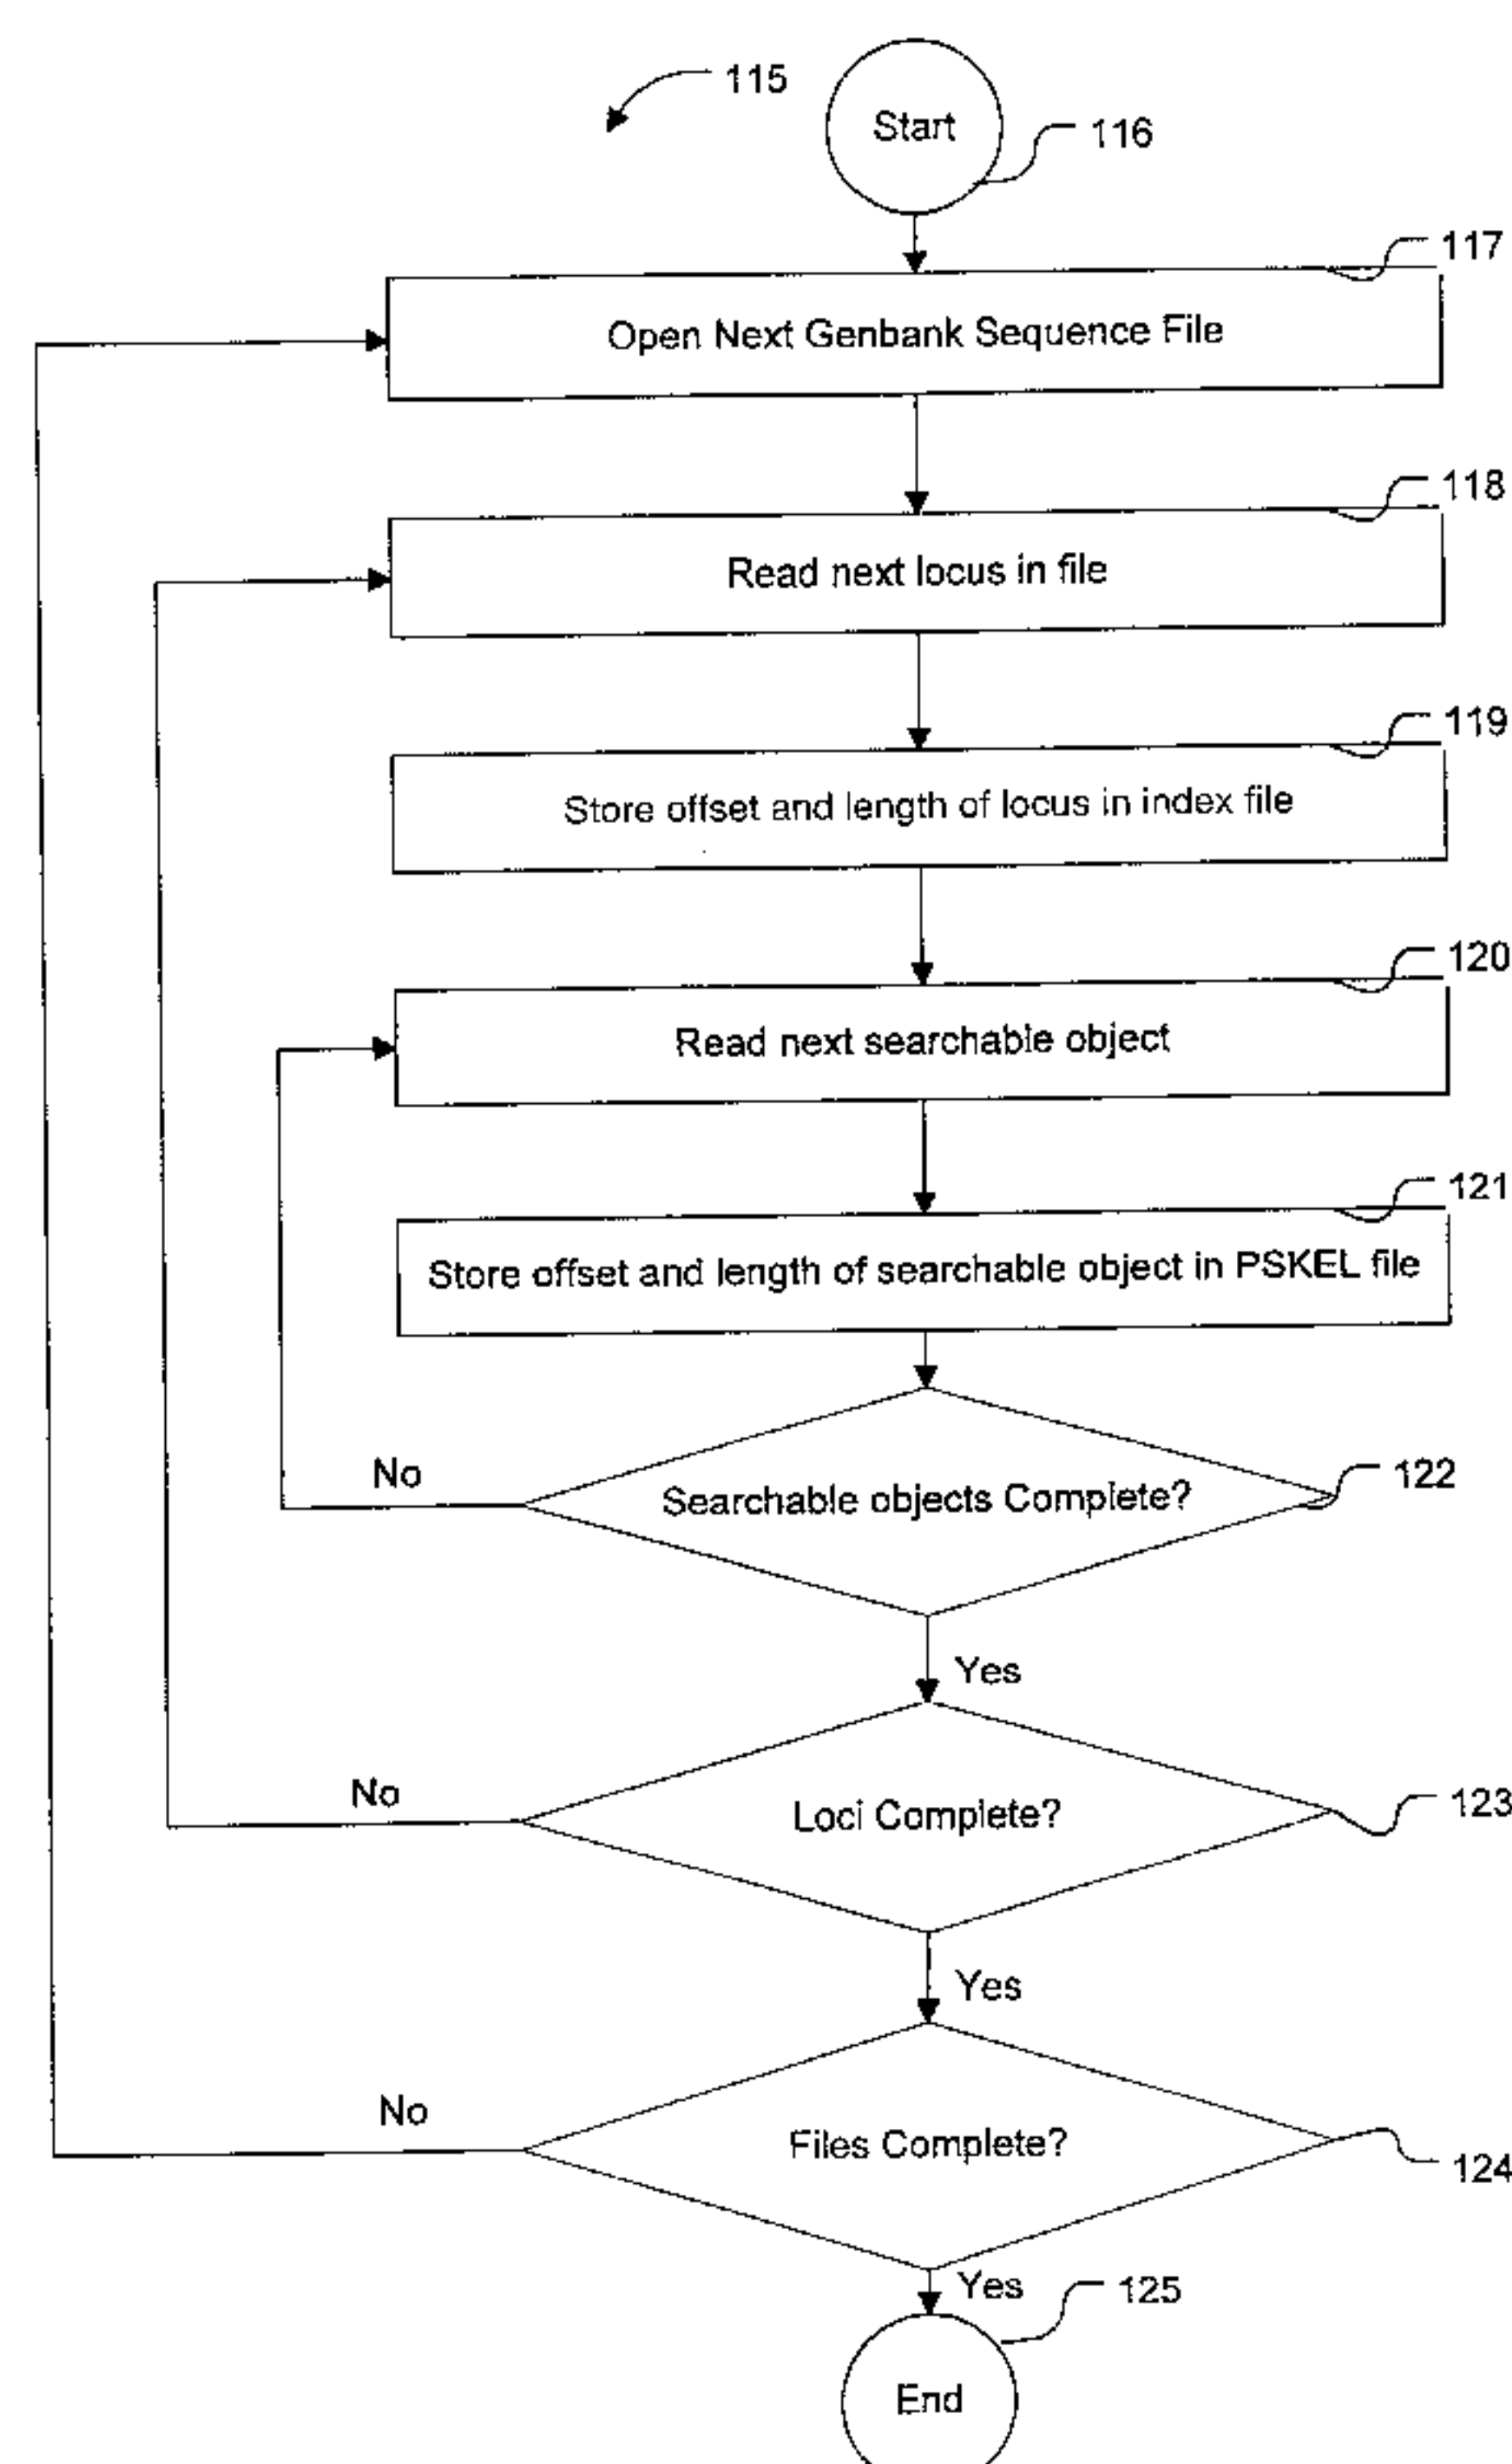 115
Start
116
117
Open Next Genbank Sequence File
118
Read next locus in file
119
Store offset and length of locus in index file
120
Read next searchable object
121
Store offset and length of searchable object in PSKEL file
No
Searchable objects Complete?
122
Yes
No
Loci Complete?
123
Yes
No
Files Complete?
124
Yes
125
End